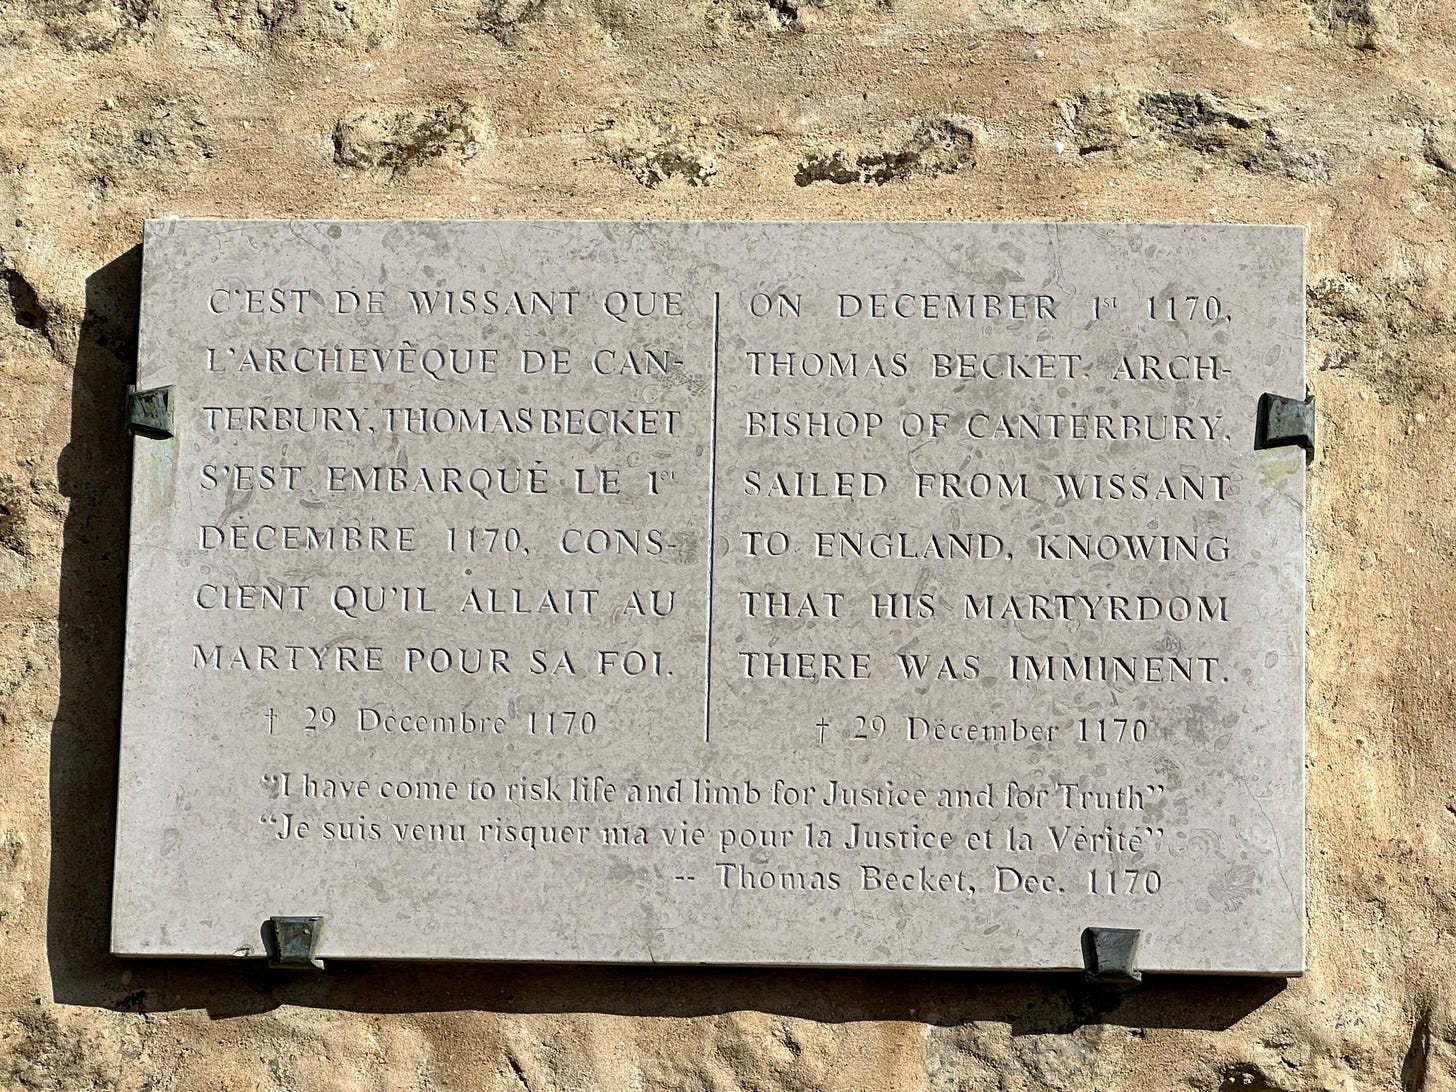 C'EST DE WISSANT QUE
L'ARCHEVÊQUE DE CAN-
TERBURY, THOMAS BECKET
S'EST EMBARQUÉ LE 1er
DÉCEMBRE 1170, CONS-
CIENT QU'IL ALLAIT AU
MARTYRE POUR SA FOI.
† 29 Décembre 1170
ON DECEMBER 1st 1170,
THOMAS BECKET, ARCH-
BISHOP OF CANTERBURY,
SAILED FROM WISSANT
TO ENGLAND, KNOWING
THAT HIS MARTYRDOM
THERE WAS IMMINENT.
† 29 Décember 1170
“I have come to risk life and limb for Justice and for Truth”
“Je suis venu risquer ma vie pour la Justice et la Vérité”
-- Thomas Becket, Dec. 1170